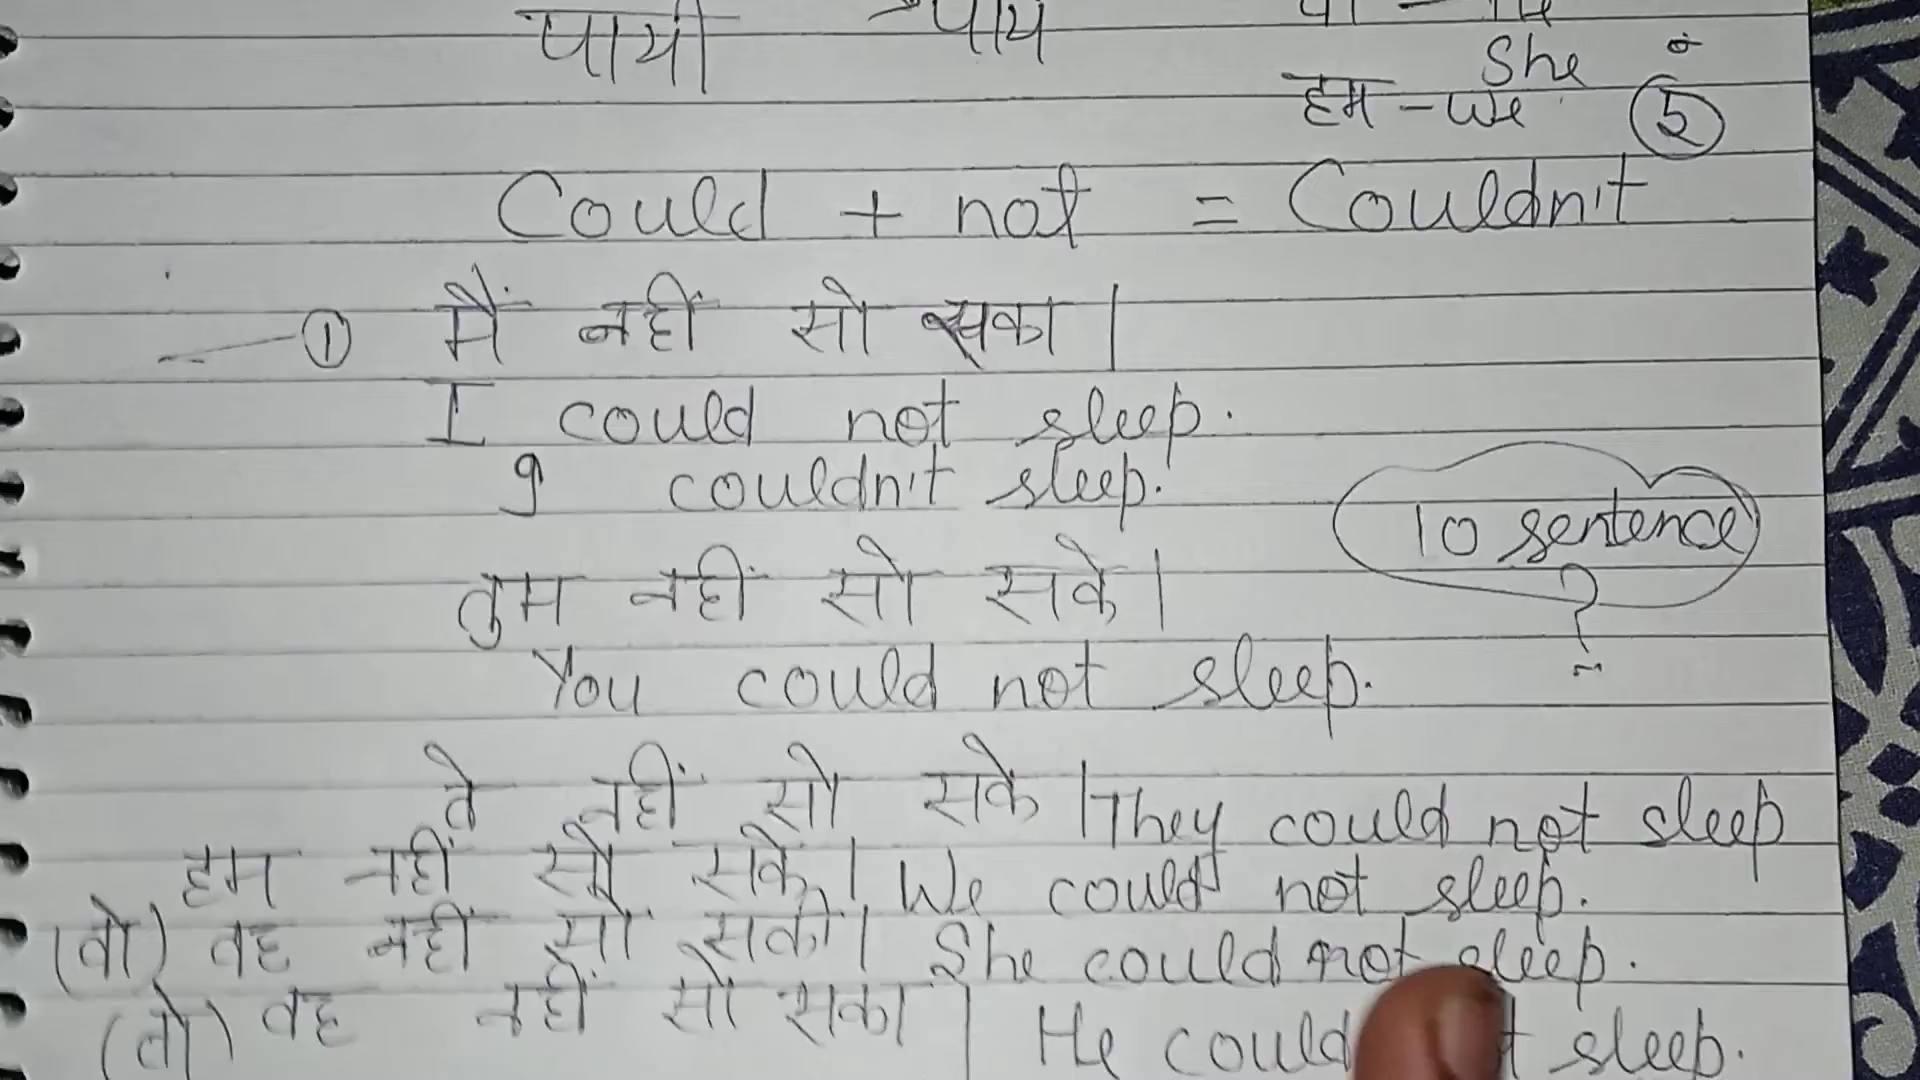 पायी पाये
She
हम - We
Could + not = Couldn't
① मैं नहीं सो सका।
I could not sleep.
I couldn't sleep.
10 sentence
?
तुम नहीं सो सके।
You could not sleep.
वे नहीं सो सके। They could not sleep
हम नहीं सो सके। We could not sleep.
(वो) वह नहीं सो सकी। She could not sleep.
(वो) वह नहीं सो सका। He could sleep.